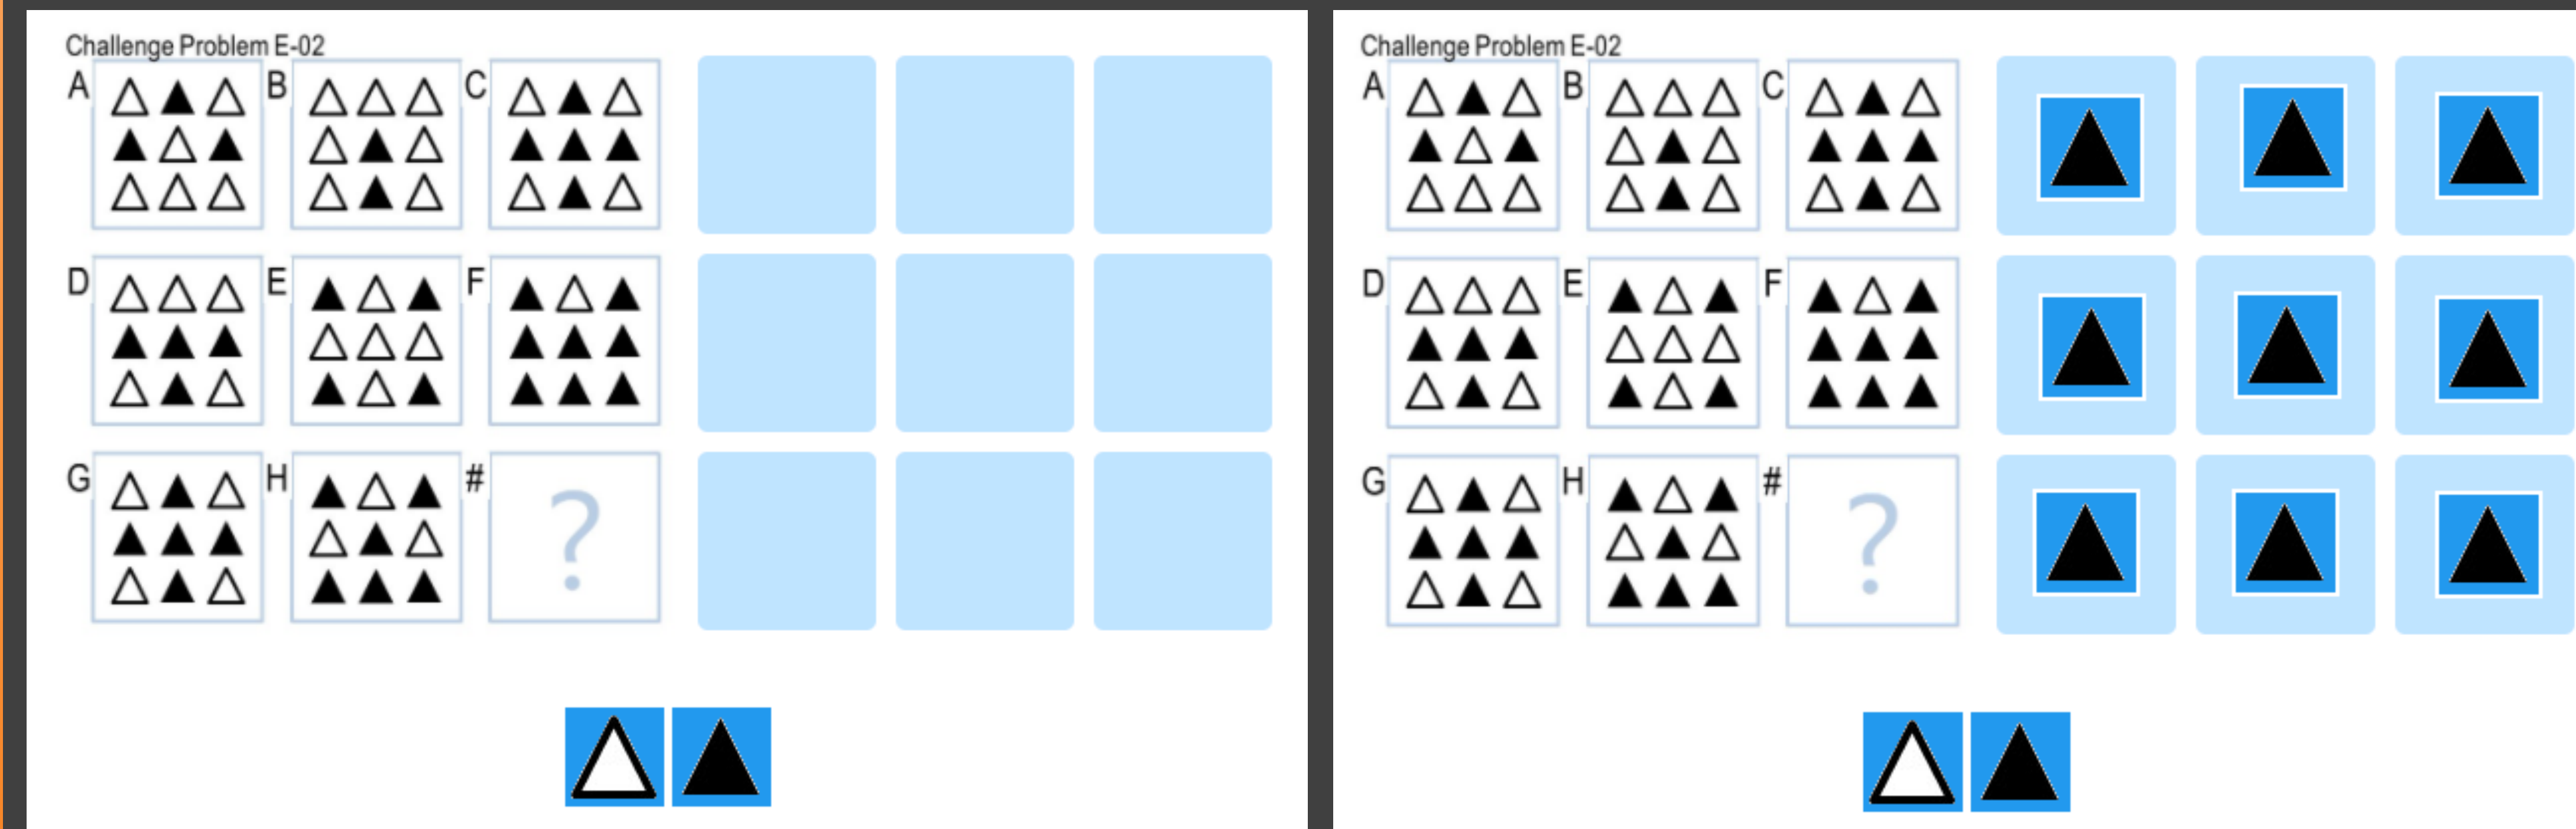 Challenge Problem E-02
A B C
D E F
G H #
?
Challenge Problem E-02
A B C
D E F
G H #
?